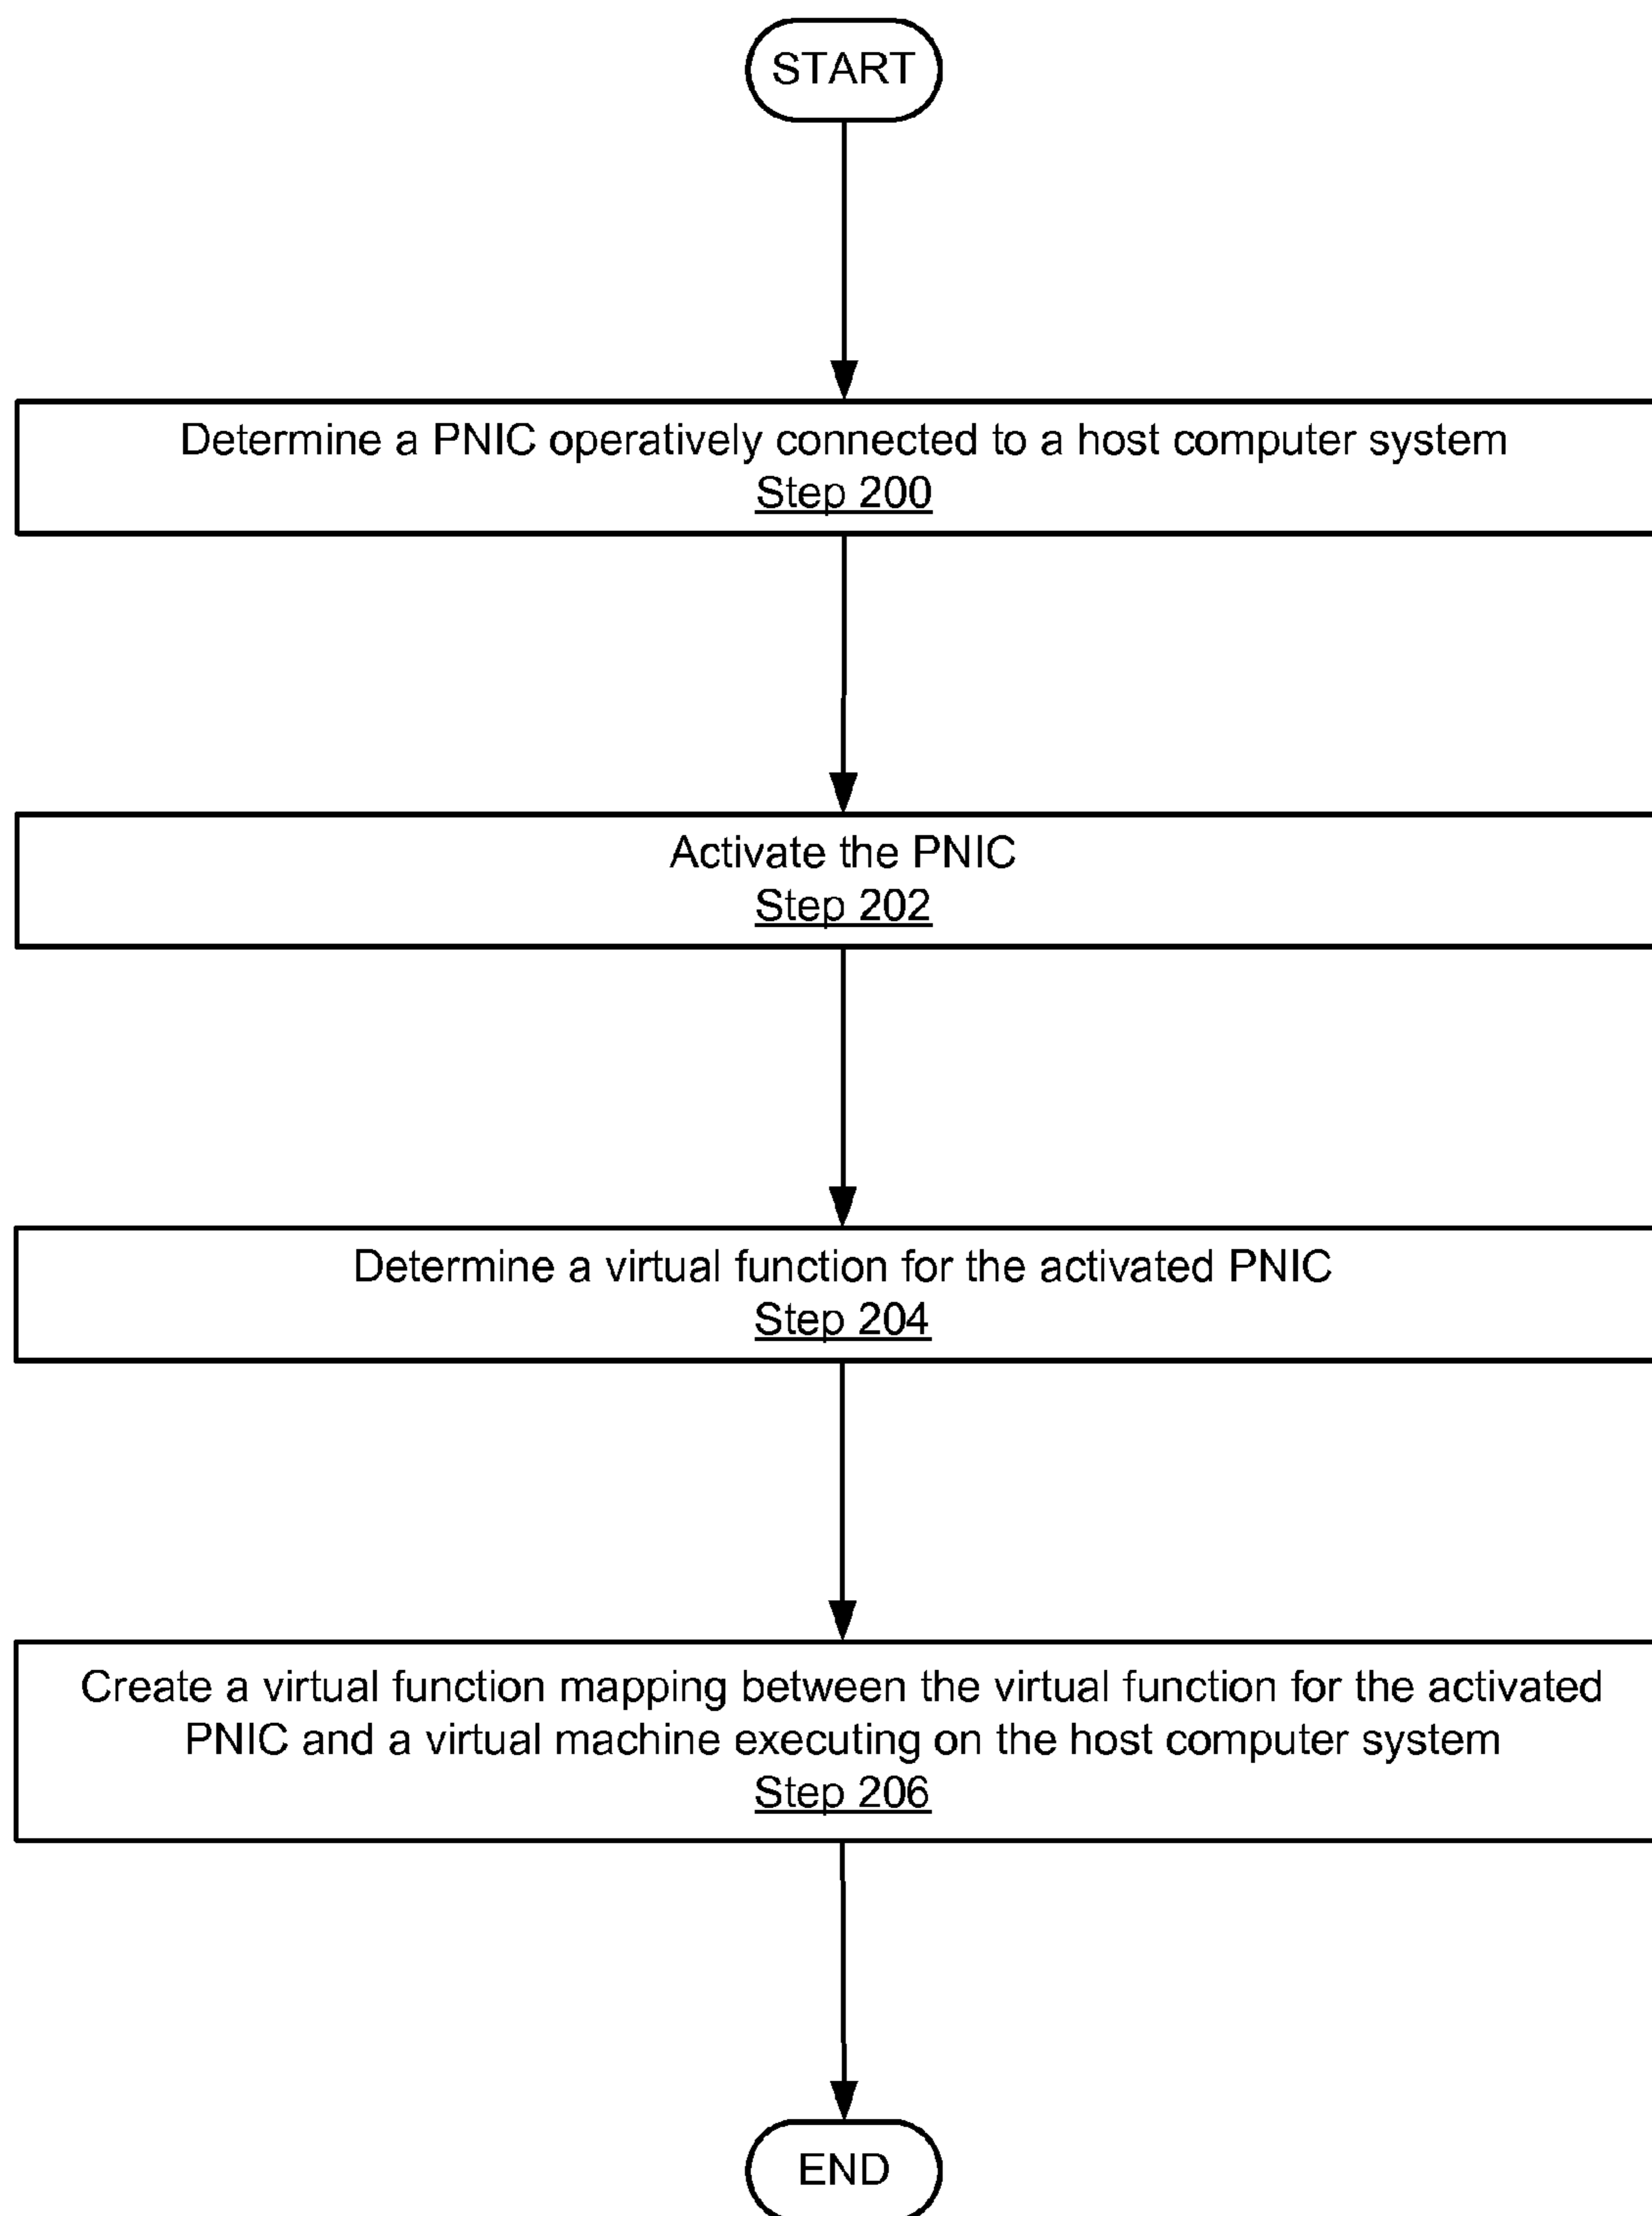 START
Determine a PNIC operatively connected to a host computer system
Step 200
Activate the PNIC
Step 202
Determine a virtual function for the activated PNIC
Step 204
Create a virtual function mapping between the virtual function for the activated
PNIC and a virtual machine executing on the host computer system
Step 206
END